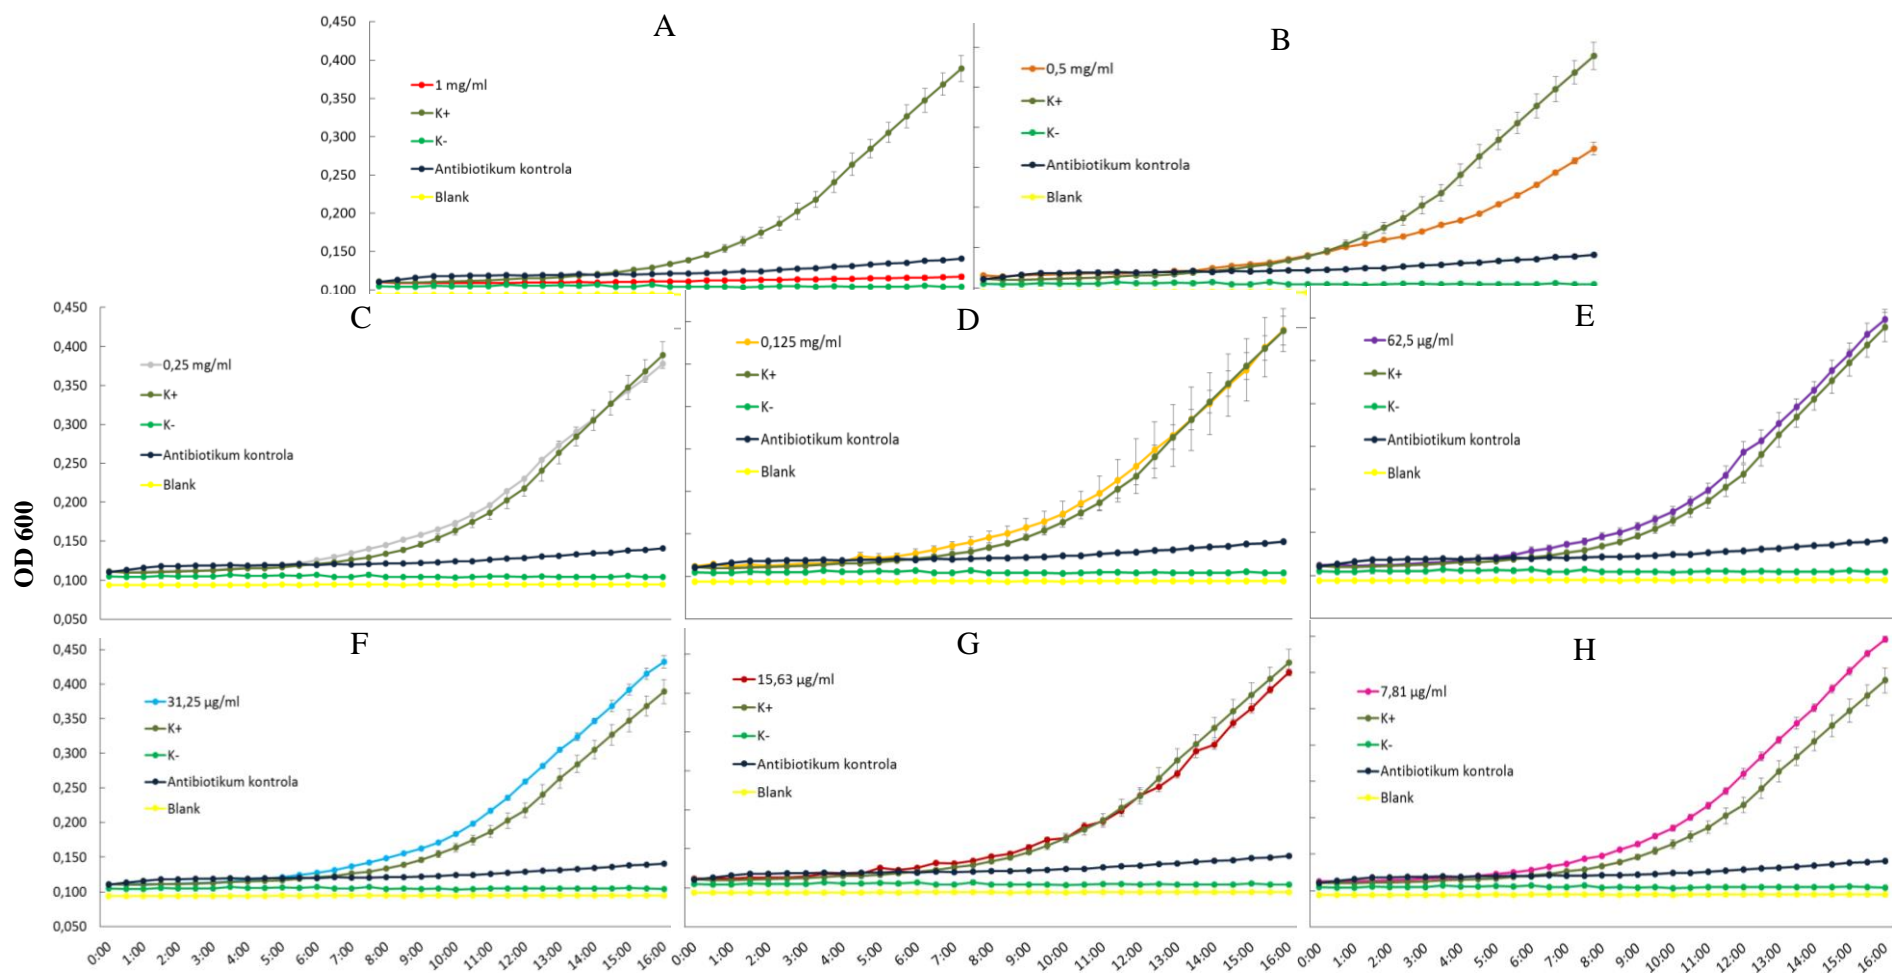 A
0,450
0,400
0,350
0,300
0,250
0,200
0,150
0.100
1 mg/ml
K+
K-
Antibiotikum kontrola
Blank
B
0,5 mg/ml
K+
K-
Antibiotikum kontrola
Blank
OD 600
C
0,450
0,400
0,350
0,300
0,250
0,200
0,150
0,100
0,050
0,25 mg/ml
K+
K-
Antibiotikum kontrola
Blank
D
0,125 mg/ml
K+
K-
Antibiotikum kontrola
Blank
E
62,5 µg/ml
K+
K-
Antibiotikum kontrola
Blank
F
0,450
0,400
0,350
0,300
0,250
0,200
0,150
0,100
0,050
31,25 µg/ml
K+
K-
Antibiotikum kontrola
Blank
0:00 1:00 2:00 3:00 4:00 5:00 6:00 7:00 8:00 9:00 10:00 11:00 12:00 13:00 14:00 15:00 16:00
G
15,63 µg/ml
K+
K-
Antibiotikum kontrola
Blank
0:00 1:00 2:00 3:00 4:00 5:00 6:00 7:00 8:00 9:00 10:00 11:00 12:00 13:00 14:00 15:00 16:00
H
7,81 µg/ml
K+
K-
Antibiotikum kontrola
Blank
0:00 1:00 2:00 3:00 4:00 5:00 6:00 7:00 8:00 9:00 10:00 11:00 12:00 13:00 14:00 15:00 16:00